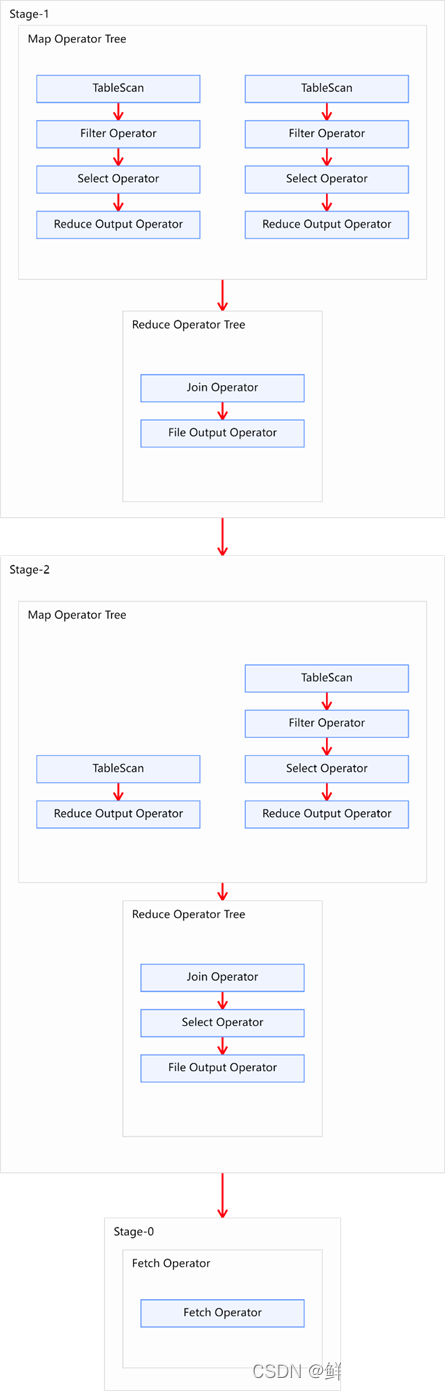 Stage-1
Map Operator Tree
TableScan
Filter Operator
Select Operator
Reduce Output Operator
TableScan
Filter Operator
Select Operator
Reduce Output Operator
Reduce Operator Tree
Join Operator
File Output Operator
Stage-2
Map Operator Tree
TableScan
Reduce Output Operator
TableScan
Filter Operator
Select Operator
Reduce Output Operator
Reduce Operator Tree
Join Operator
Select Operator
File Output Operator
Stage-0
Fetch Operator
Fetch Operator
CSDN @鲜